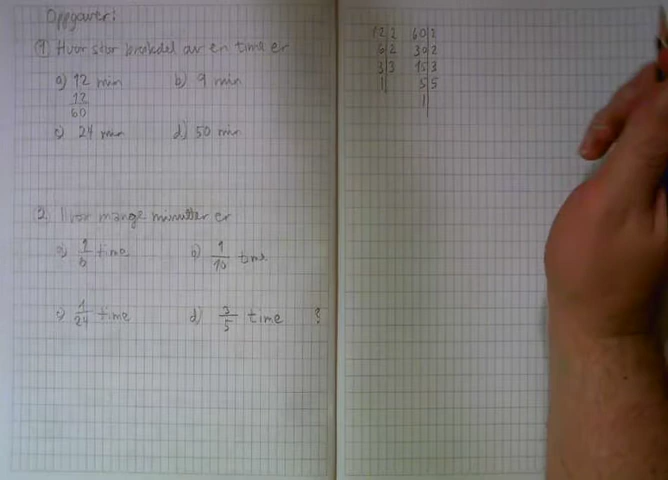 Oppgaver:
1 Hvor stor brøkdel av en time er
a) 12 min b) 9 min
12
60
c) 24 min d) 50 min
2. Hvor mange minutter er
a) 1/6 time b) 1/10 time
c) 1/24 time d) 3/5 time ?
12|2 60|2
6|2 30|2
3|3 15|3
1| 5|5
1|